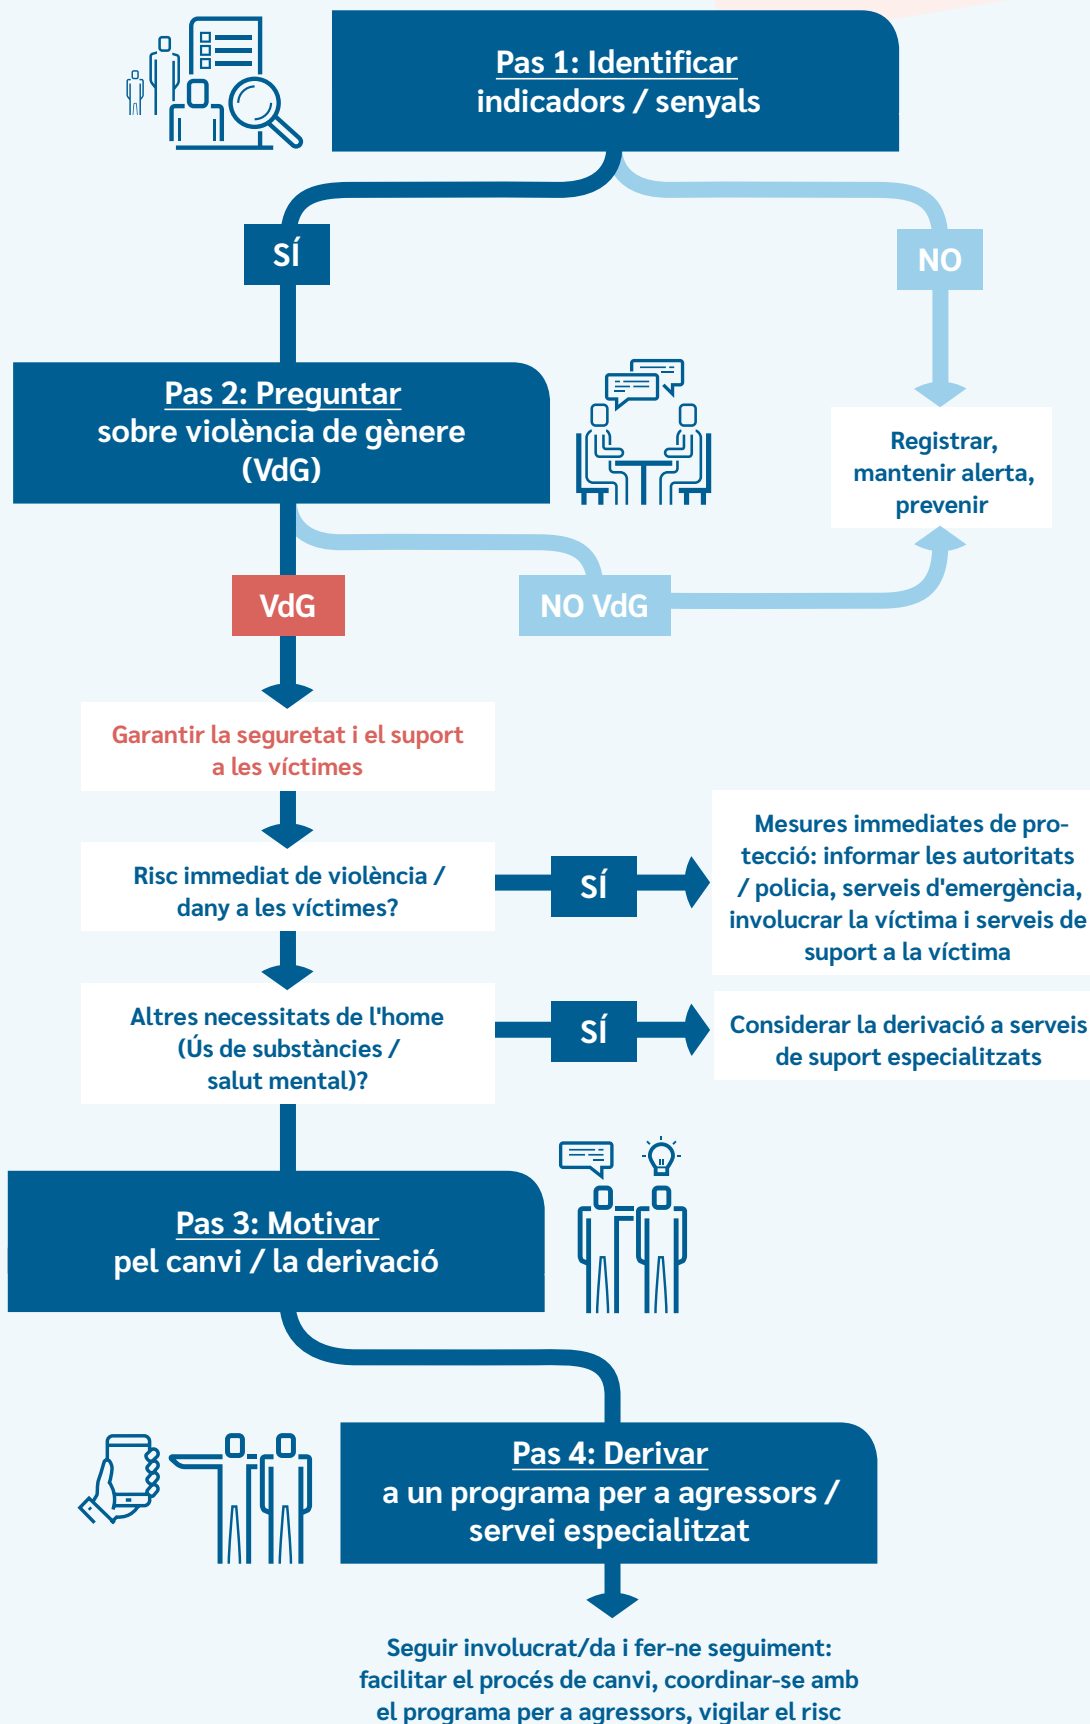 Pas 1: Identificar
indicadors / senyals
SÍ
NO
Pas 2: Preguntar
sobre violència de gènere
(VdG)
Registrar,
mantenir alerta,
prevenir
VdG
NO VdG
Garantir la seguretat i el suport
a les víctimes
Risc immediat de violència /
dany a les víctimes?
SÍ
Mesures immediates de pro-
tecció: informar les autoritats
/ policia, serveis d'emergència,
involucrar la víctima i serveis de
suport a la víctima
Altres necessitats de l'home
(Ús de substàncies /
salut mental)?
SÍ
Considerar la derivació a serveis
de suport especialitzats
Pas 3: Motivar
pel canvi / la derivació
Pas 4: Derivar
a un programa per a agressors /
servei especialitzat
Seguir involucrat/da i fer-ne seguiment:
facilitar el procés de canvi, coordinar-se amb
el programa per a agressors, vigilar el risc